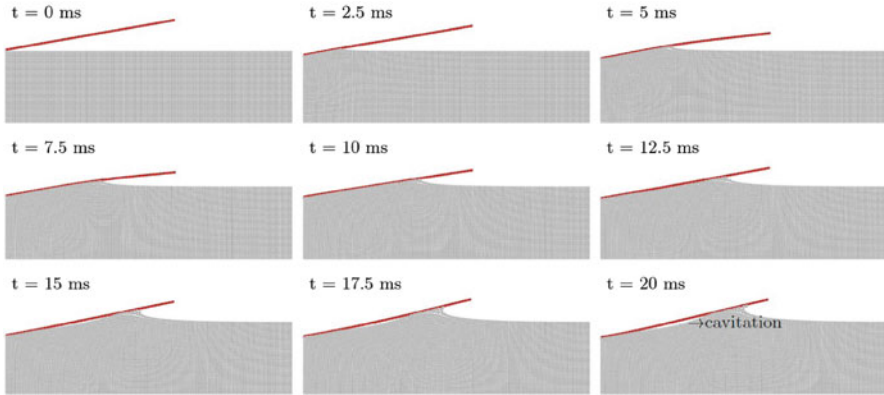 t = 0 ms
t = 2.5 ms
t = 5 ms
t = 7.5 ms
t = 10 ms
t = 12.5 ms
t = 15 ms
t = 17.5 ms
t = 20 ms
→cavitation